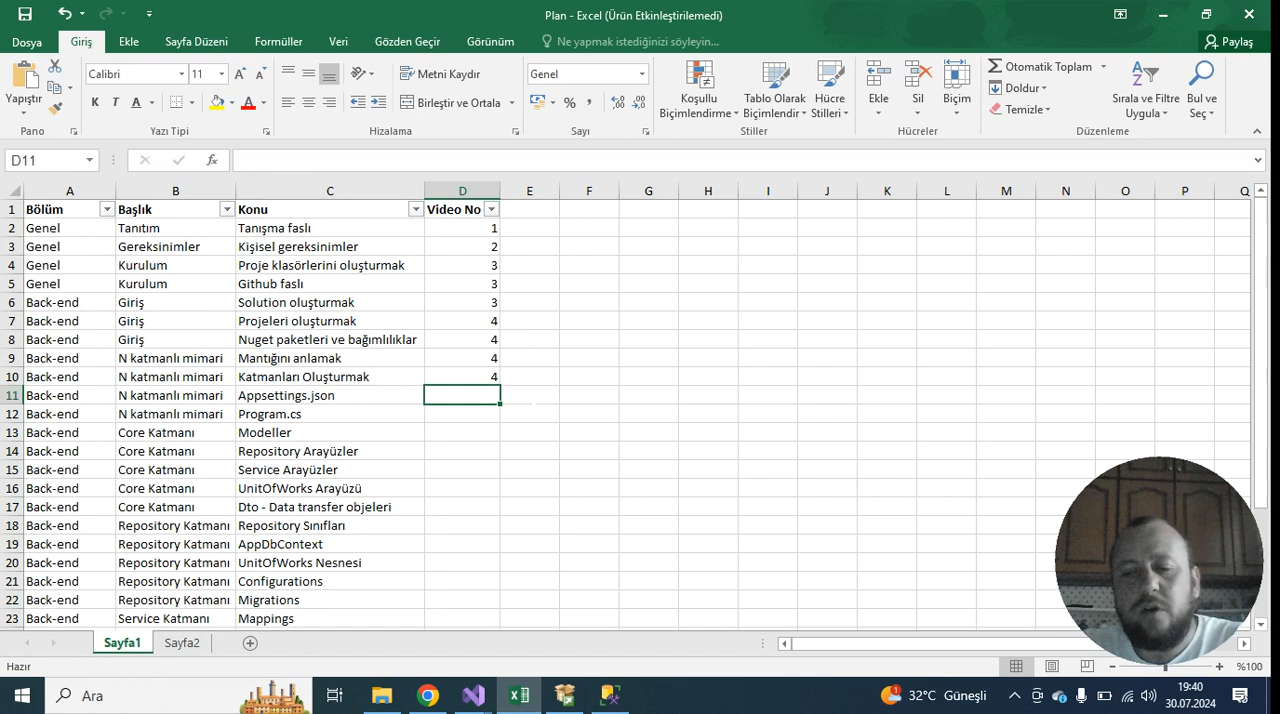 Plan - Excel (Ürün Etkinleştirilemedi)
Dosya Giriş Ekle Sayfa Düzeni Formüller Veri Gözden Geçir Görünüm Ne yapmak istediğinizi söyleyin... Paylaş
Yapıştır
Pano
Calibri 11
K T A A
Yazı Tipi
Metni Kaydır
Birleştir ve Ortala
Hizalama
Genel
%
Sayı
Koşullu Biçimlendirme
Tablo Olarak Biçimlendir
Hücre Stilleri
Stiller
Ekle
Sil
Biçim
Hücreler
Otomatik Toplam
Doldur
Temizle
Sırala ve Filtre Uygula
Bul ve Seç
Düzenleme
D11 fx
A B C D E F G H I J K L M N O P Q
1 Bölüm Başlık Konu Video No
2 Genel Tanıtım Tanışma faslı 1
3 Genel Gereksinimler Kişisel gereksinimler 2
4 Genel Kurulum Proje klasörlerini oluşturmak 3
5 Genel Kurulum Github faslı 3
6 Back-end Giriş Solution oluşturmak 3
7 Back-end Giriş Projeleri oluşturmak 4
8 Back-end Giriş Nuget paketleri ve bağımlılıklar 4
9 Back-end N katmanlı mimari Mantığını anlamak 4
10 Back-end N katmanlı mimari Katmanları Oluşturmak 4
11 Back-end N katmanlı mimari Appsettings.json
12 Back-end N katmanlı mimari Program.cs
13 Back-end Core Katmanı Modeller
14 Back-end Core Katmanı Repository Arayüzler
15 Back-end Core Katmanı Service Arayüzler
16 Back-end Core Katmanı UnitOfWorks Arayüzü
17 Back-end Core Katmanı Dto - Data transfer objeleri
18 Back-end Repository Katmanı Repository Sınıfları
19 Back-end Repository Katmanı AppDbContext
20 Back-end Repository Katmanı UnitOfWorks Nesnesi
21 Back-end Repository Katmanı Configurations
22 Back-end Repository Katmanı Migrations
23 Back-end Service Katmanı Mappings
Sayfa1 Sayfa2
Hazır %100
Ara
1 32°C Güneşli
19:40
30.07.2024